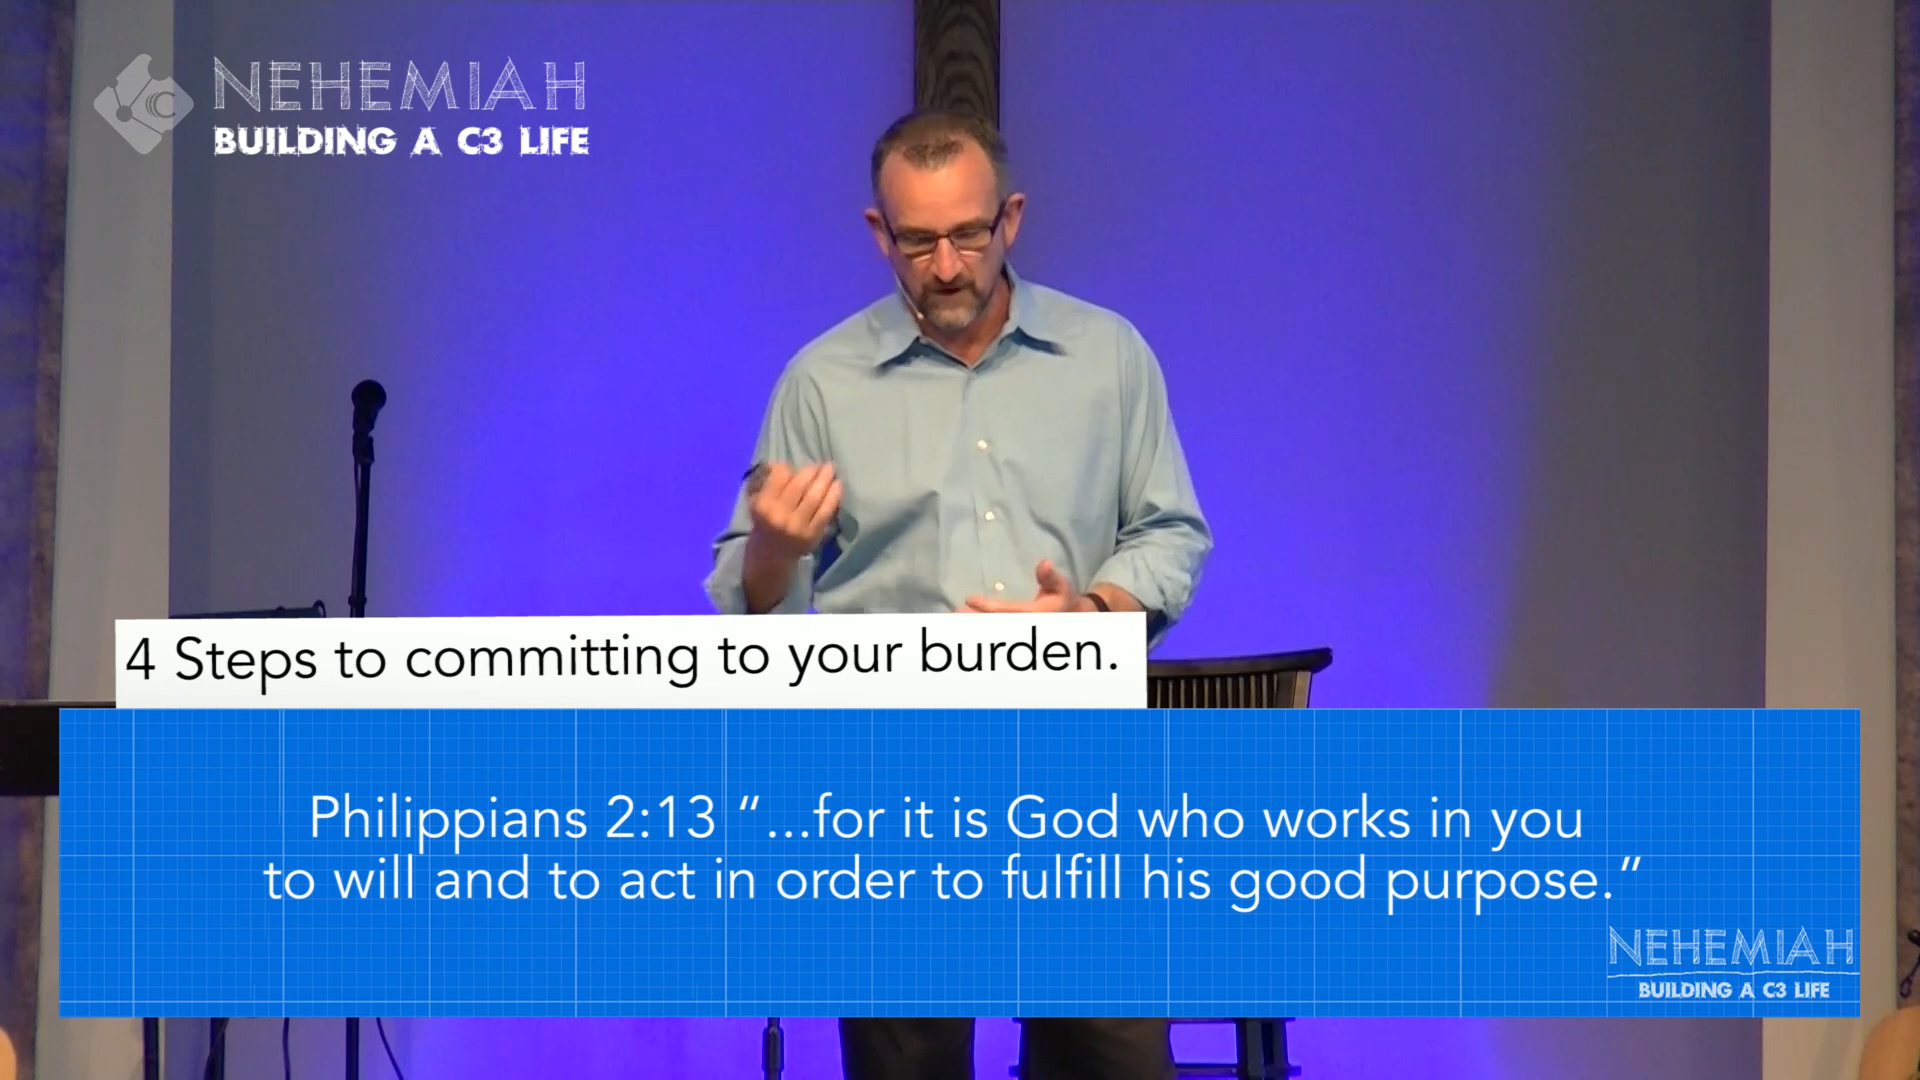 NEHEMIAH
BUILDING A C3 LIFE
4 Steps to committing to your burden.
Philippians 2:13 “...for it is God who works in you
to will and to act in order to fulfill his good purpose.”
NEHEMIAH
BUILDING A C3 LIFE